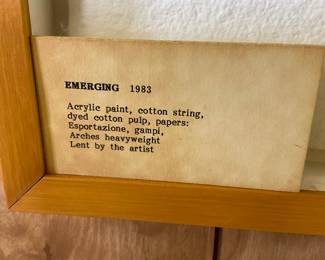 EMERGING 1983
Acrylic paint, cotton string,
dyed cotton pulp, papers:
Esportazione, gampi,
Arches heavyweight
Lent by the artist